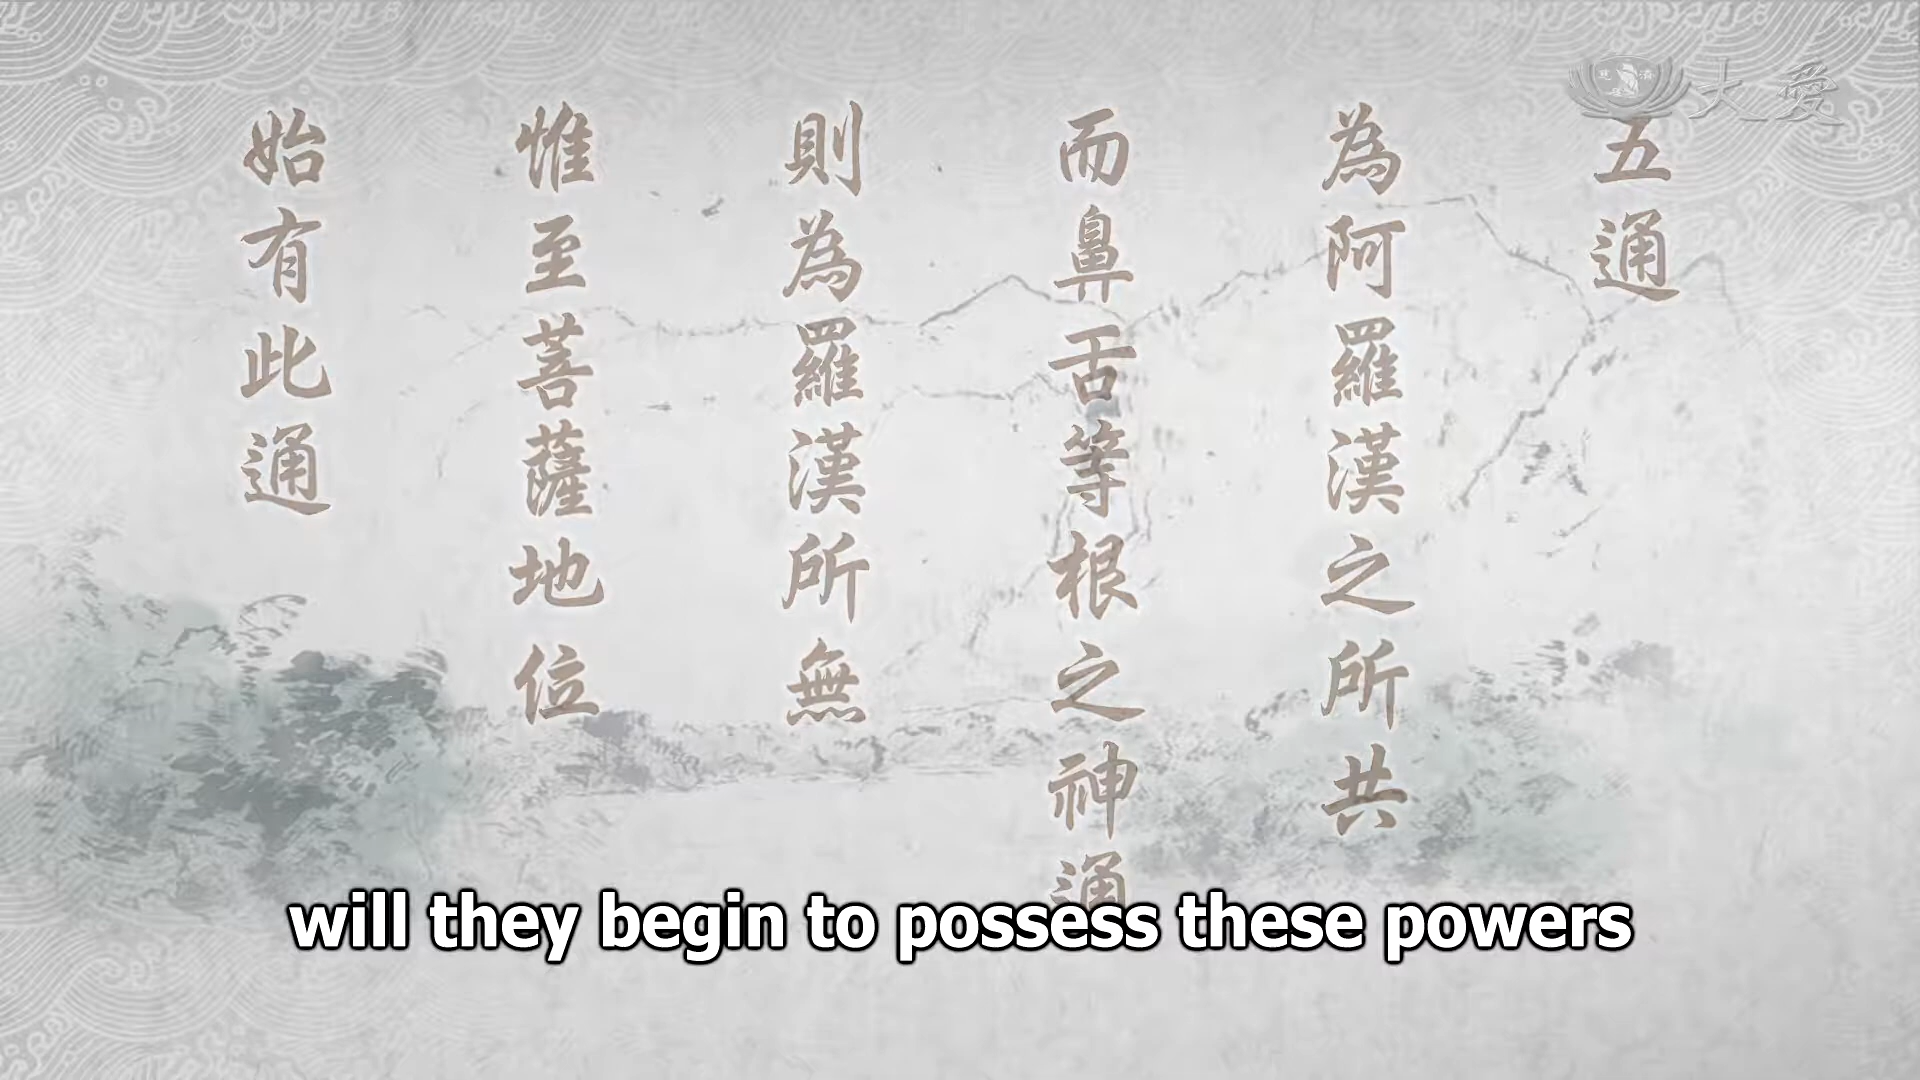 大愛
五通
為阿羅漢之所共
而鼻舌等根之神通
則為羅漢所無
惟至菩薩地位
始有此通
will they begin to possess these powers